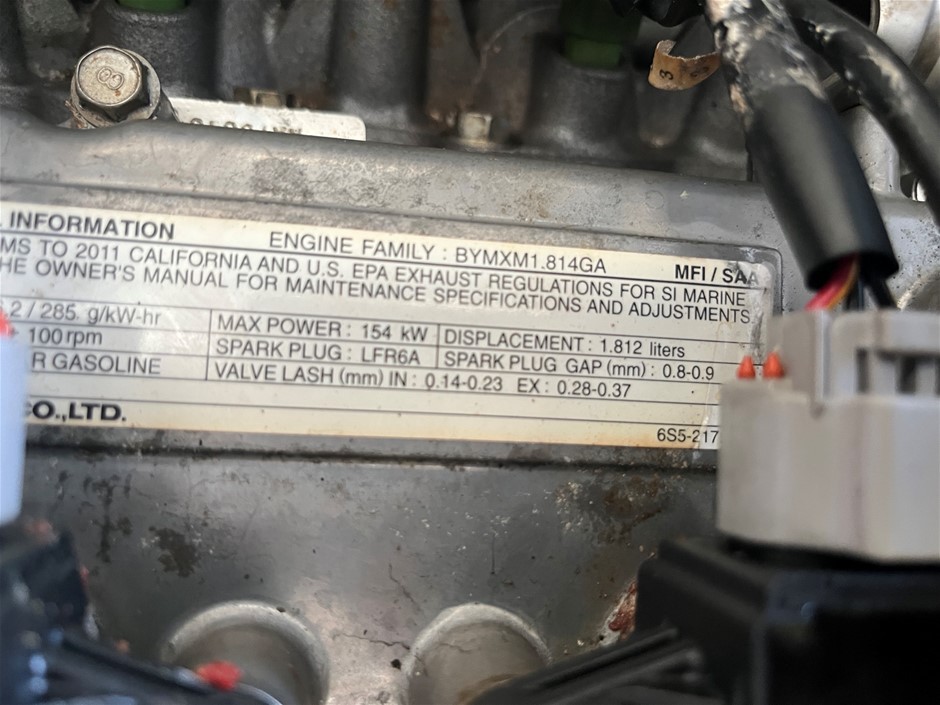 8
3
INFORMATION
ENGINE FAMILY : BYMXM1.814GA
MFI / SAA
MS TO 2011 CALIFORNIA AND U.S. EPA EXHAUST REGULATIONS FOR SI MARINE
HE OWNER'S MANUAL FOR MAINTENANCE SPECIFICATIONS AND ADJUSTMENTS.
.2 / 285. g/kW-hr
MAX POWER : 154 kW
DISPLACEMENT : 1.812 liters
100 rpm
SPARK PLUG : LFR6A
SPARK PLUG GAP (mm) : 0.8-0.9
R GASOLINE
VALVE LASH (mm) IN : 0.14-0.23 EX : 0.28-0.37
CO.,LTD.
6S5-217